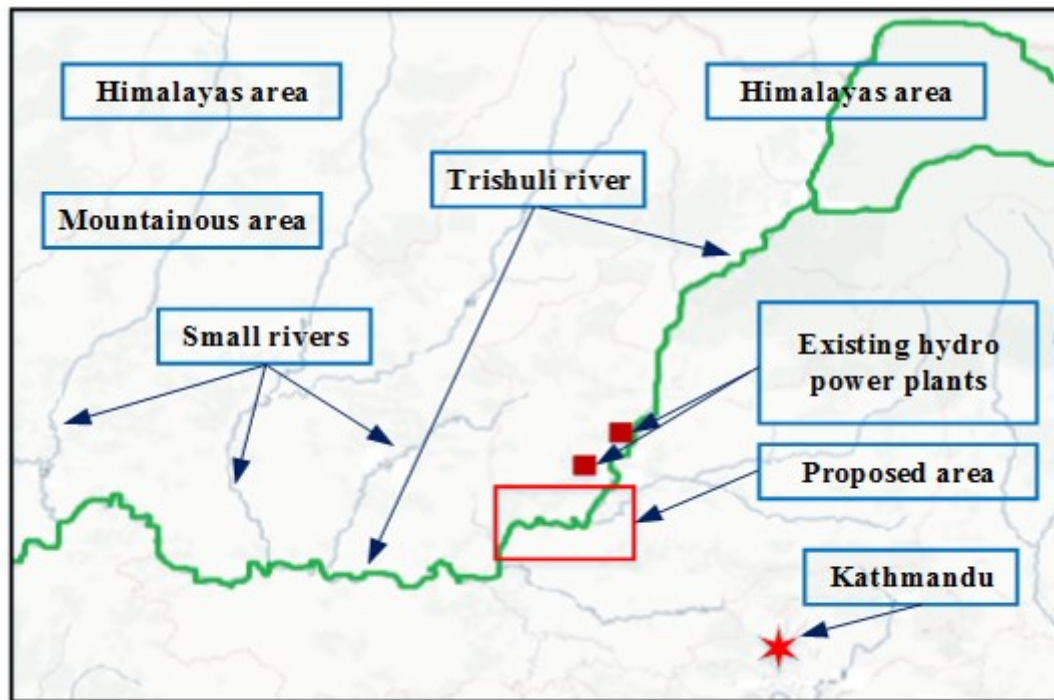 Himalayas area
Himalayas area
Trishuli river
Mountainous area
Small rivers
Existing hydro
power plants
Proposed area
Kathmandu